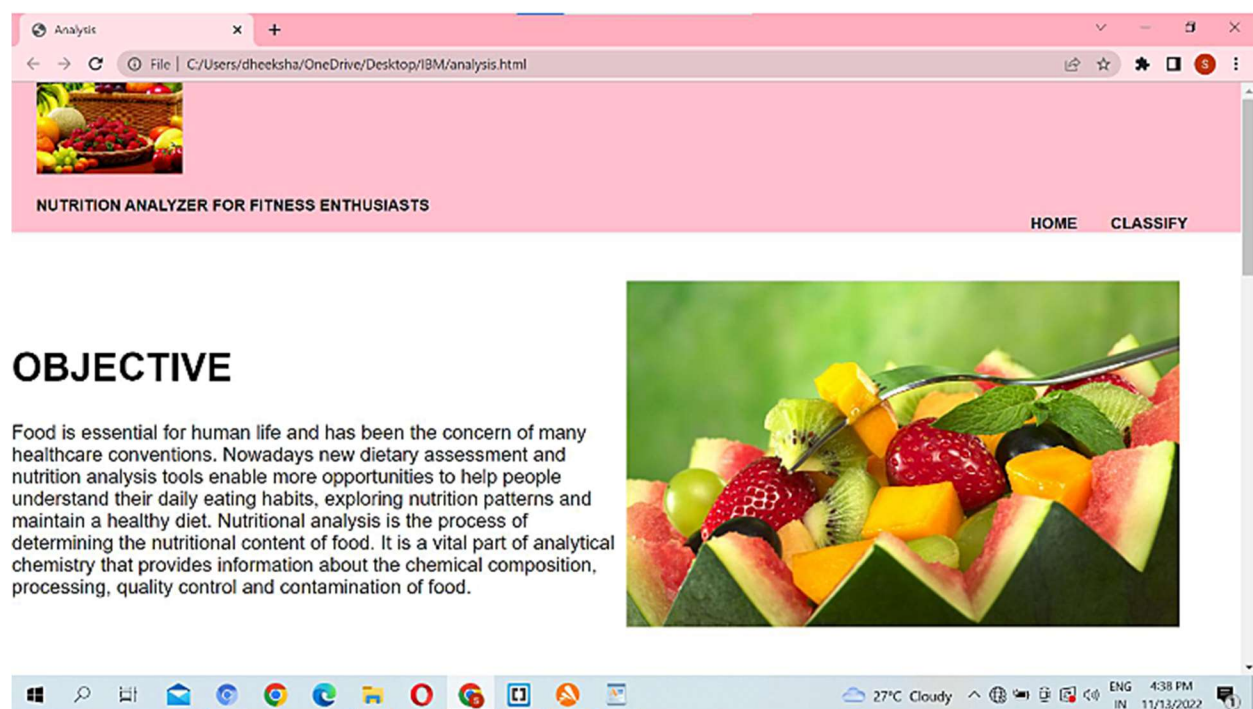 Analysis
File | C:/Users/dheeksha/OneDrive/Desktop/IBM/analysis.html
S
NUTRITION ANALYZER FOR FITNESS ENTHUSIASTS
HOME CLASSIFY
OBJECTIVE
Food is essential for human life and has been the concern of many
healthcare conventions. Nowadays new dietary assessment and
nutrition analysis tools enable more opportunities to help people
understand their daily eating habits, exploring nutrition patterns and
maintain a healthy diet. Nutritional analysis is the process of
determining the nutritional content of food. It is a vital part of analytical
chemistry that provides information about the chemical composition,
processing, quality control and contamination of food.
27°C Cloudy
ENG
IN
4:38 PM
11/13/2022
1